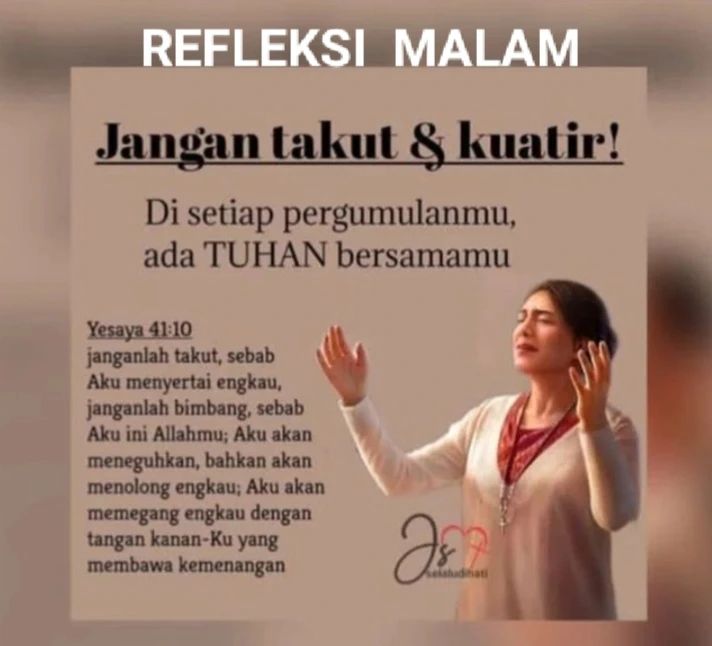 REFLEKSI MALAM
Jangan takut & kuatir!
Di setiap pergumulanmu,
ada TUHAN bersamamu
Yesaya 41:10
janganlah takut, sebab
Aku menyertai engkau,
janganlah bimbang, sebab
Aku ini Allahmu; Aku akan
meneguhkan, bahkan akan
menolong engkau; Aku akan
memegang engkau dengan
tangan kanan-Ku yang
membawa kemenangan
Js
selaludihati